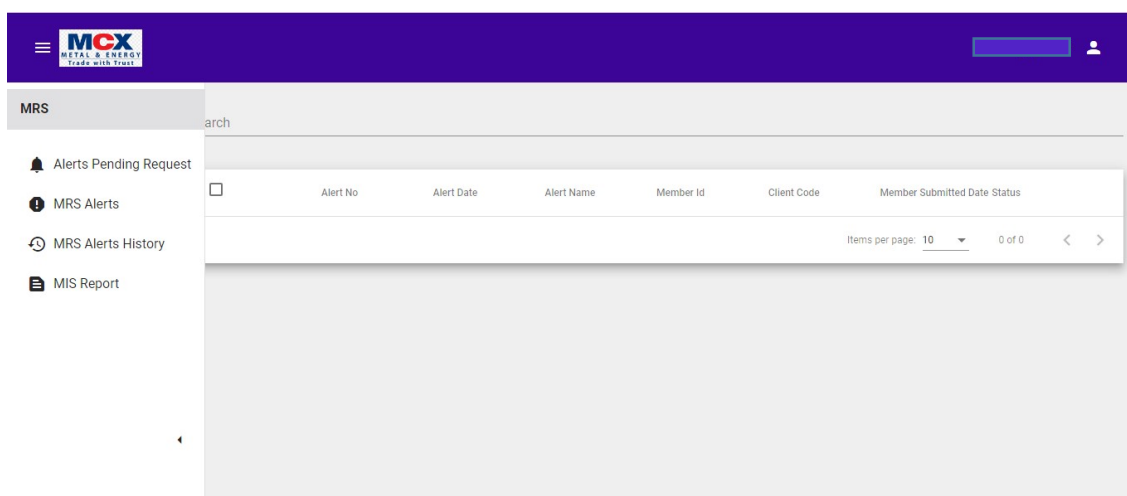 MCX
METAL & ENERGY
Trade with Trust
MRS
arch
Alerts Pending Request
MRS Alerts
MRS Alerts History
MIS Report
Alert No Alert Date Alert Name Member Id Client Code Member Submitted Date Status
Items per page: 10 0 of 0